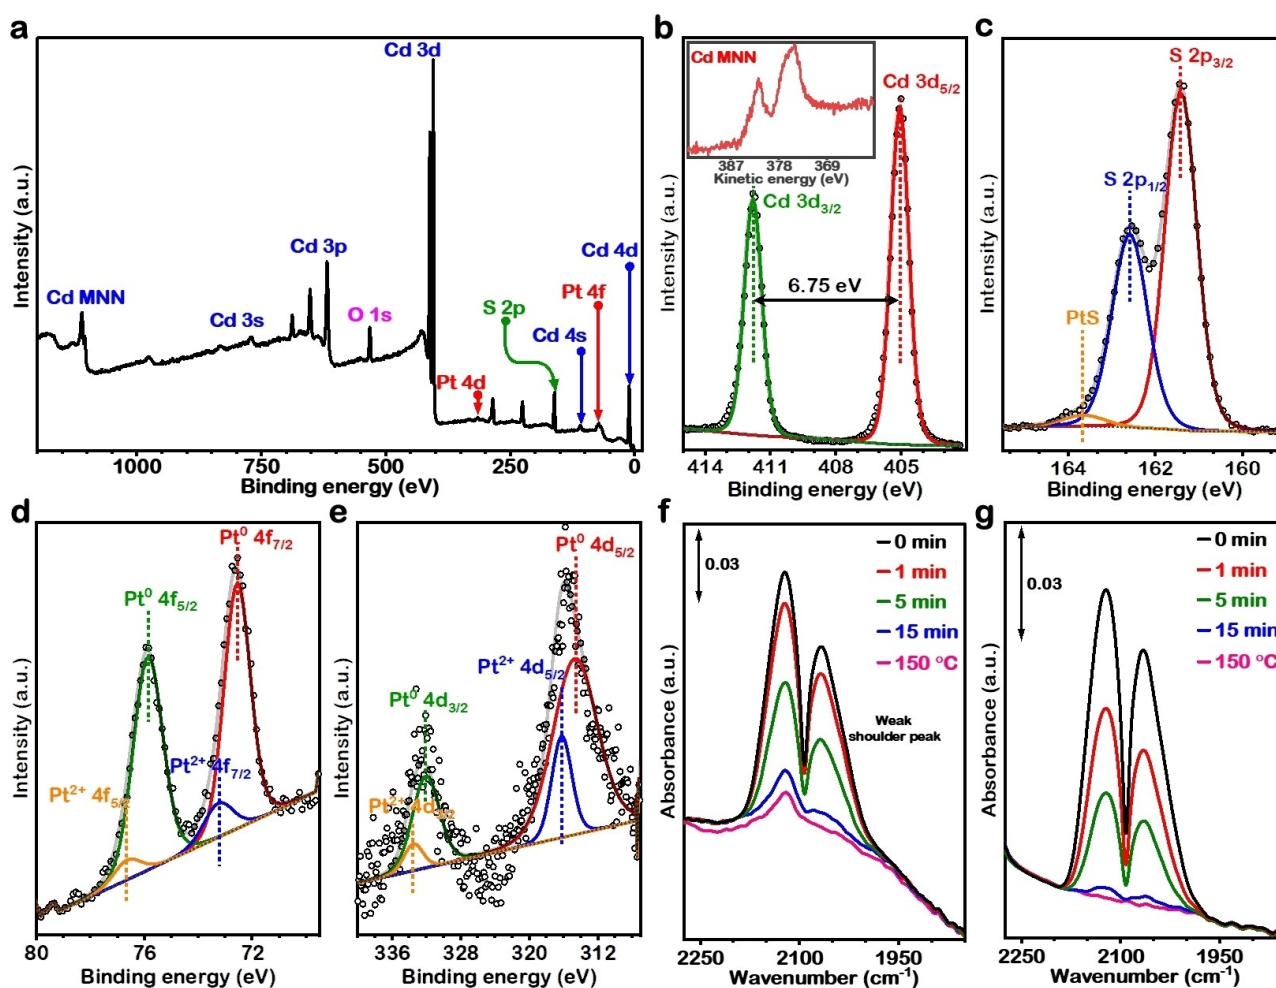 a
Cd 3d
Cd 3p
Cd 4d
Cd MNN
Cd 3s
O 1s
S 2p
Pt 4f
Cd 4s
Pt 4d
Intensity (a.u.)
1000 750 500 250 0
Binding energy (eV)
b
Cd MNN
387 378 369
Kinetic energy (eV)
Cd 3d5/2
Cd 3d3/2
6.75 eV
Intensity (a.u.)
414 411 408 405
Binding energy (eV)
c
S 2p3/2
S 2p1/2
PtS
Intensity (a.u.)
164 162 160
Binding energy (eV)
d
Pt0 4f7/2
Pt0 4f5/2
Pt2+ 4f7/2
Pt2+ 4f5/2
Intensity (a.u.)
80 76 72
Binding energy (eV)
e
Pt0 4d5/2
Pt2+ 4d5/2
Pt0 4d3/2
Pt2+ 4d3/2
Intensity (a.u.)
336 328 320 312
Binding energy (eV)
f
0.03
0 min
1 min
5 min
15 min
150 °C
Weak
shoulder peak
Absorbance (a.u.)
2250 2100 1950
Wavenumber (cm-1)
g
0.03
0 min
1 min
5 min
15 min
150 °C
Absorbance (a.u.)
2250 2100 1950
Wavenumber (cm-1)